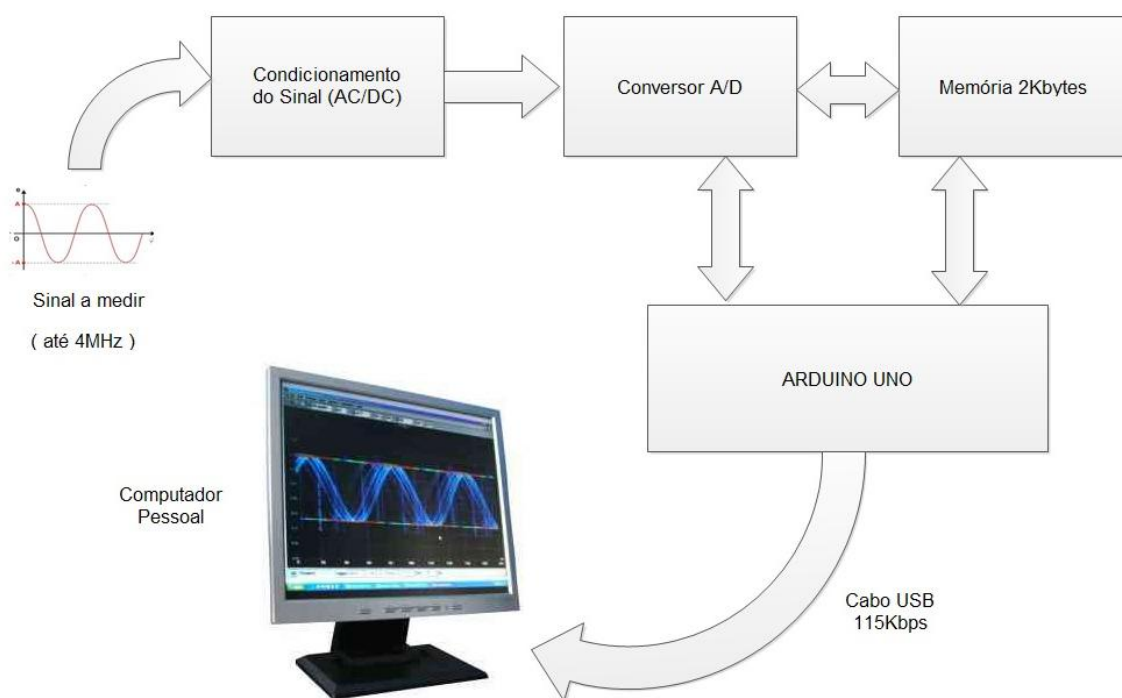 Condicionamento
do Sinal (AC/DC)
Conversor A/D
Memória 2Kbytes
A
O
- A
Sinal a medir
( até 4MHz )
ARDUINO UNO
Computador
Pessoal
Cabo USB
115Kbps